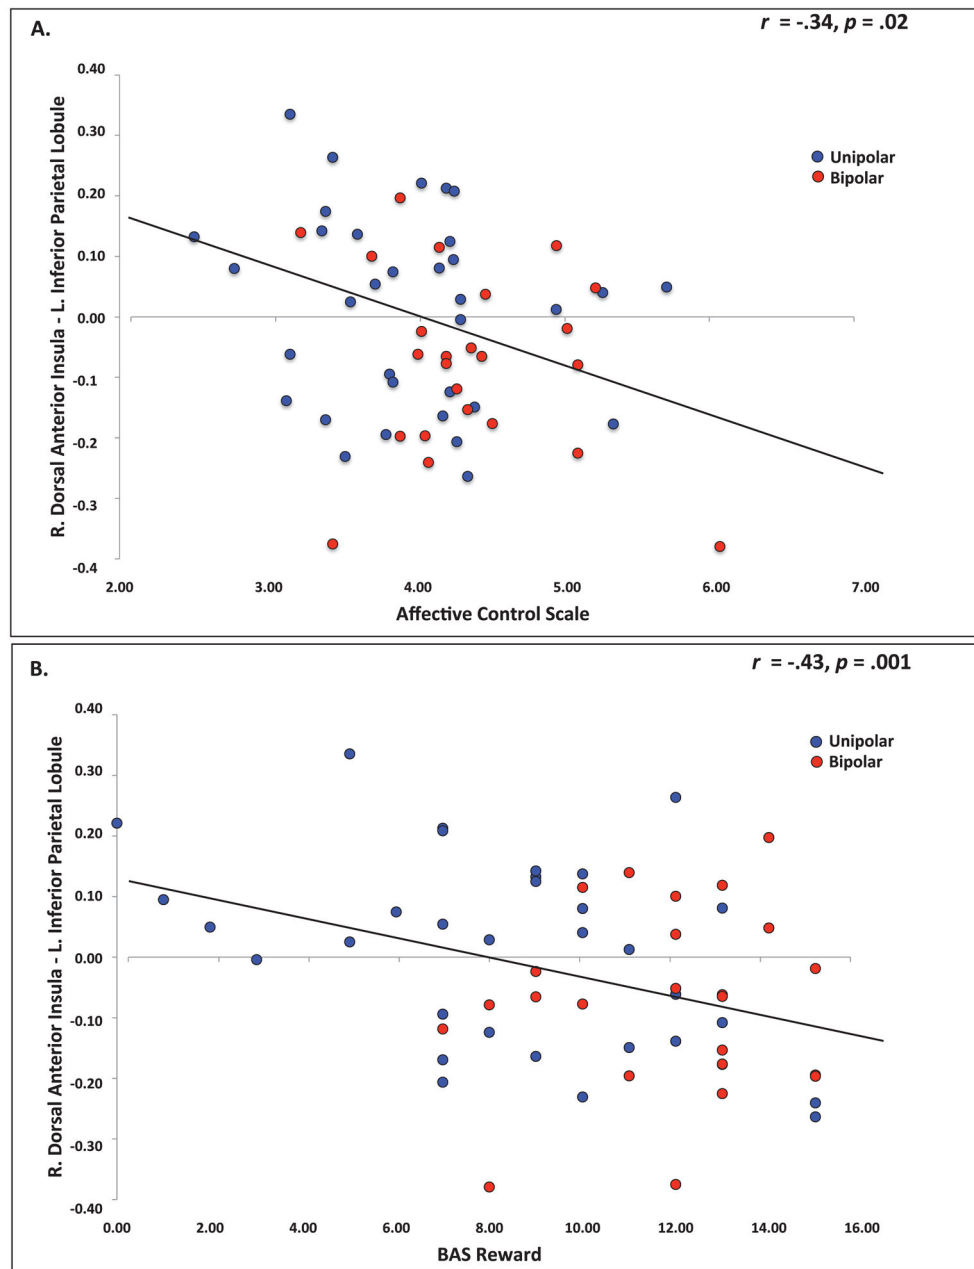 A.
r = -.34, p = .02
R. Dorsal Anterior Insula - L. Inferior Parietal Lobule
0.40
0.30
0.20
0.10
0.00
-0.1
-0.2
-0.3
-0.4
Unipolar
Bipolar
2.00 3.00 4.00 5.00 6.00 7.00
Affective Control Scale
B.
r = -.43, p = .001
R. Dorsal Anterior Insula - L. Inferior Parietal Lobule
0.40
0.30
0.20
0.10
0.00
-0.10
-0.20
-0.30
-0.40
Unipolar
Bipolar
0.00 2.00 4.00 6.00 8.00 10.00 12.00 14.00 16.00
BAS Reward